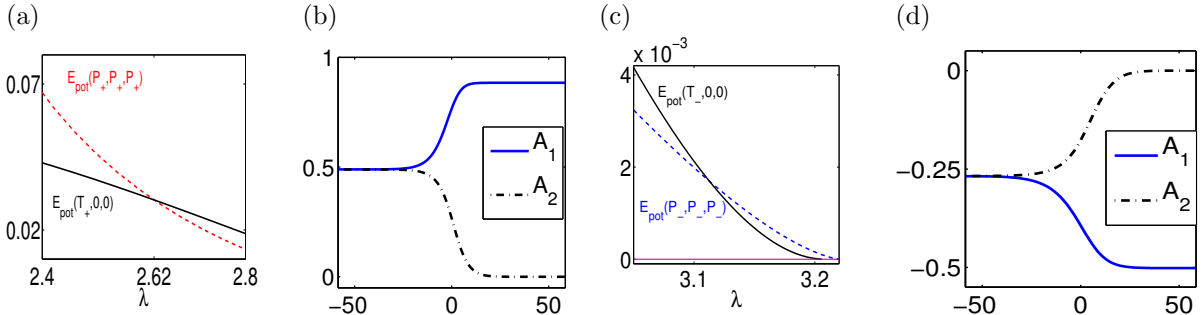 (a)
0.07
0.02
E_pot(P_+,P_+,P_+)
E_pot(T_+,0,0)
2.4 2.62 2.8
λ
(b)
1
0.5
0
A_1
A_2
−50 0 50
(c)
x 10^−3
4
2
0
E_pot(T_−,0,0)
E_pot(P_−,P_−,P_−)
3.1 3.2
λ
(d)
0
−0.25
−0.5
A_1
A_2
−50 0 50